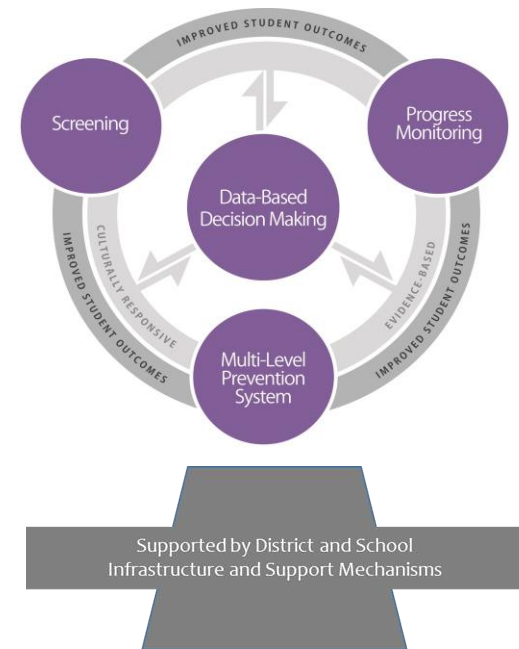 IMPROVED STUDENT OUTCOMES
Screening
Progress
Monitoring
Data-Based
Decision Making
IMPROVED STUDENT OUTCOMES
CULTURALLY RESPONSIVE
EVIDENCE-BASED
IMPROVED STUDENT OUTCOMES
Multi-Level
Prevention
System
Supported by District and School
Infrastructure and Support Mechanisms